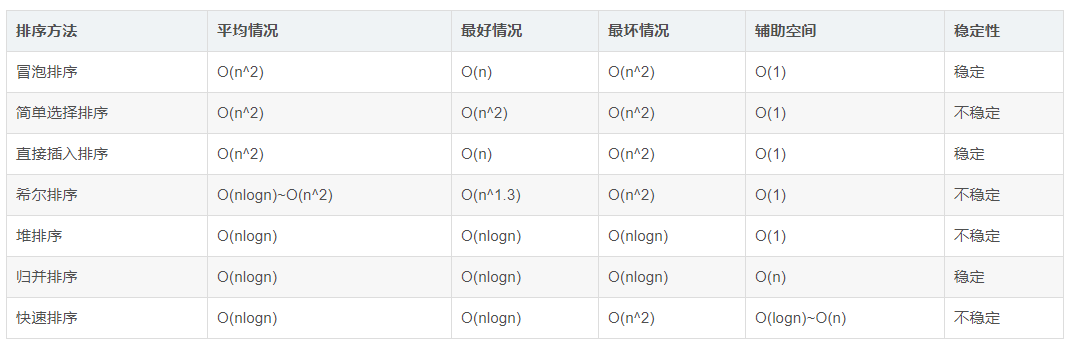 排序方法 平均情况 最好情况 最坏情况 辅助空间 稳定性
冒泡排序 O(n^2) O(n) O(n^2) O(1) 稳定
简单选择排序 O(n^2) O(n^2) O(n^2) O(1) 不稳定
直接插入排序 O(n^2) O(n) O(n^2) O(1) 稳定
希尔排序 O(nlogn)~O(n^2) O(n^1.3) O(n^2) O(1) 不稳定
堆排序 O(nlogn) O(nlogn) O(nlogn) O(1) 不稳定
归并排序 O(nlogn) O(nlogn) O(nlogn) O(n) 稳定
快速排序 O(nlogn) O(nlogn) O(n^2) O(logn)~O(n) 不稳定